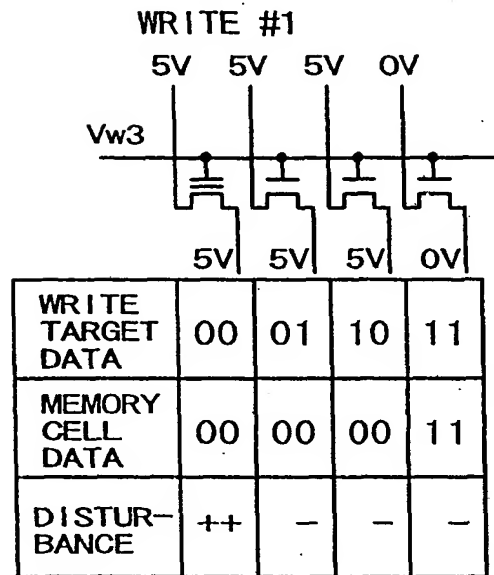 WRITE #1
5V 5V 5V 0V
Vw3
5V 5V 5V 0V
WRITE
TARGET
DATA
00 01 10 11
MEMORY
CELL
DATA
00 00 00 11
DISTUR-
BANCE
++ - - -